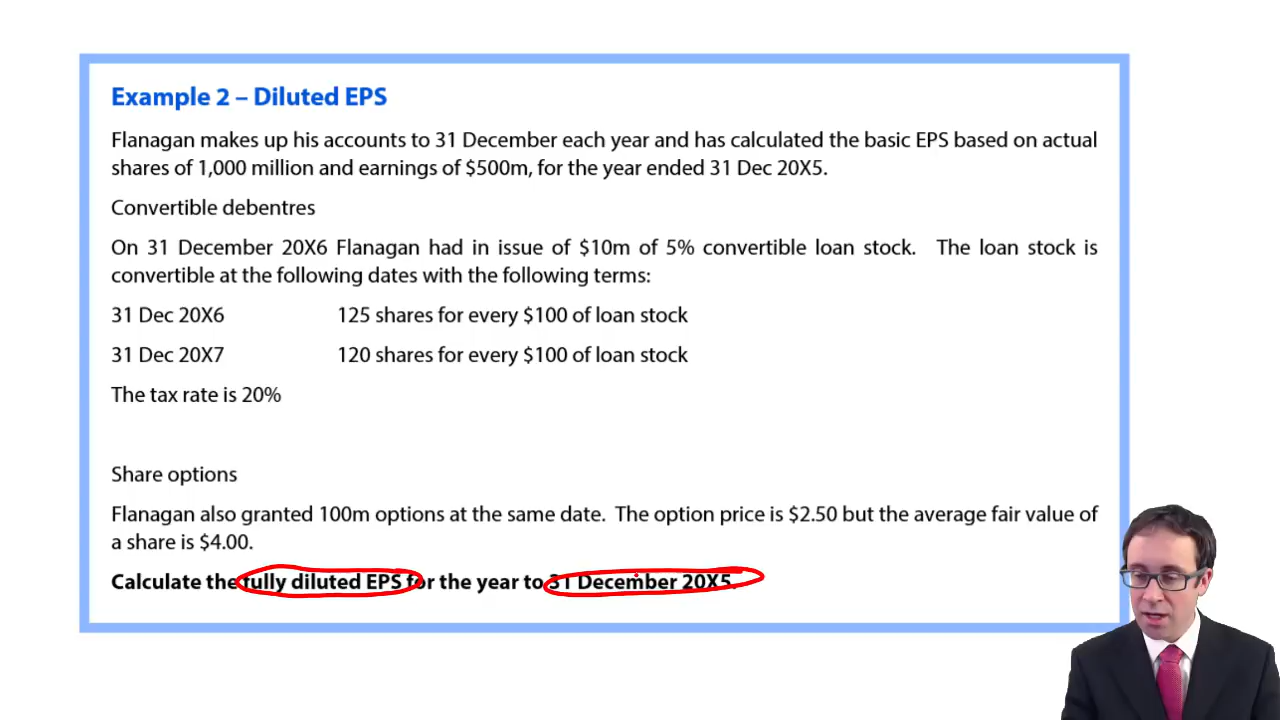 Example 2 – Diluted EPS
Flanagan makes up his accounts to 31 December each year and has calculated the basic EPS based on actual
shares of 1,000 million and earnings of $500m, for the year ended 31 Dec 20X5.
Convertible debentres
On 31 December 20X6 Flanagan had in issue of $10m of 5% convertible loan stock. The loan stock is
convertible at the following dates with the following terms:
31 Dec 20X6 125 shares for every $100 of loan stock
31 Dec 20X7 120 shares for every $100 of loan stock
The tax rate is 20%
Share options
Flanagan also granted 100m options at the same date. The option price is $2.50 but the average fair value of
a share is $4.00.
Calculate the fully diluted EPS for the year to 31 December 20X5.